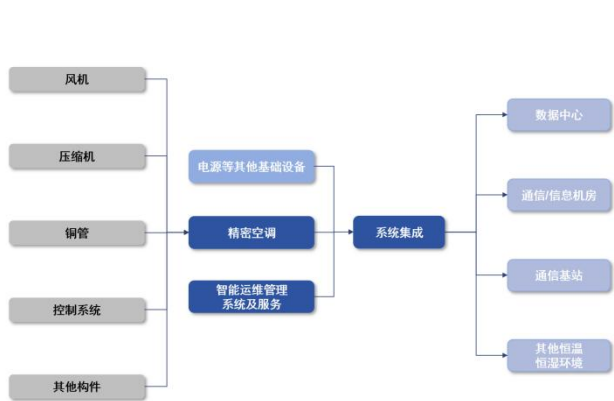 风机
压缩机
铜管
控制系统
其他构件
电源等其他基础设备
精密空调
智能运维管理
系统及服务
系统集成
数据中心
通信/信息机房
通信基站
其他恒温
恒湿环境